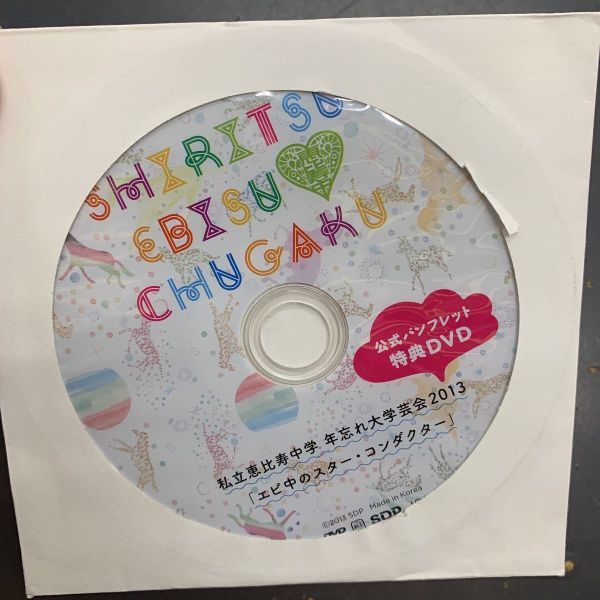 SHIRITSU
EBISU
CHUGAKU
公式パンフレット
特典DVD
私立恵比寿中学 年忘れ大学芸会2013
「エビ中のスター・コンダクター」
©2013 SDP Made in Korea
DVD SDP